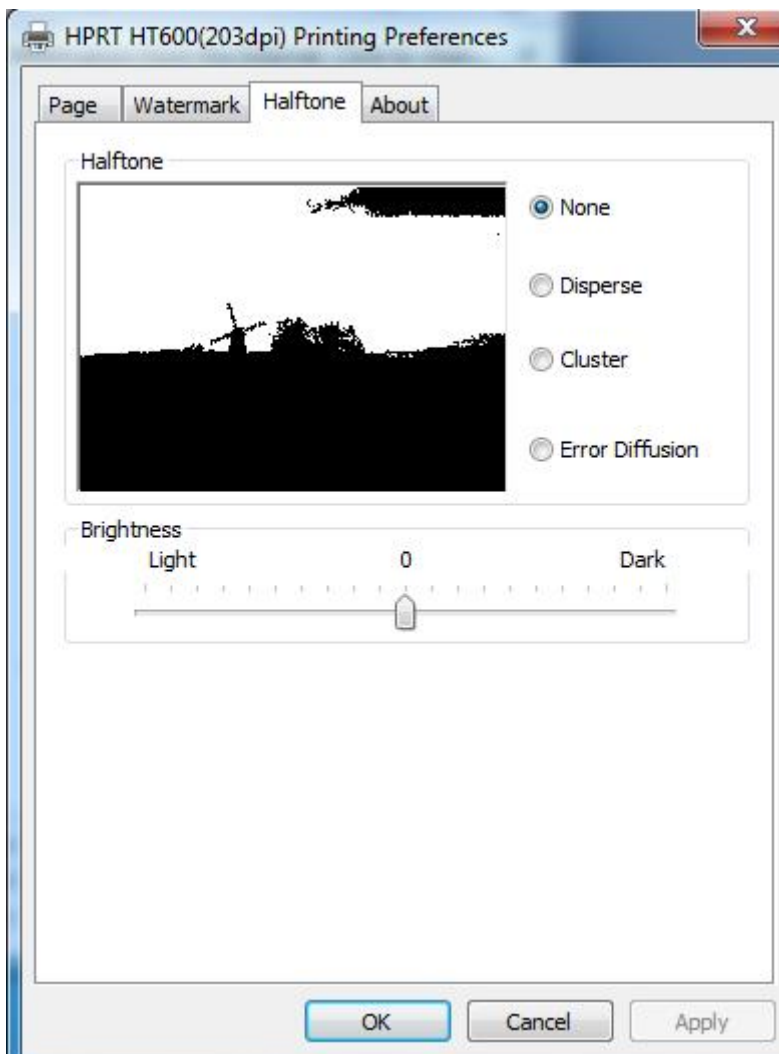 HPRT HT600(203dpi) Printing Preferences
Page Watermark Halftone About
Halftone
None
Disperse
Cluster
Error Diffusion
Brightness
Light 0 Dark
OK Cancel Apply